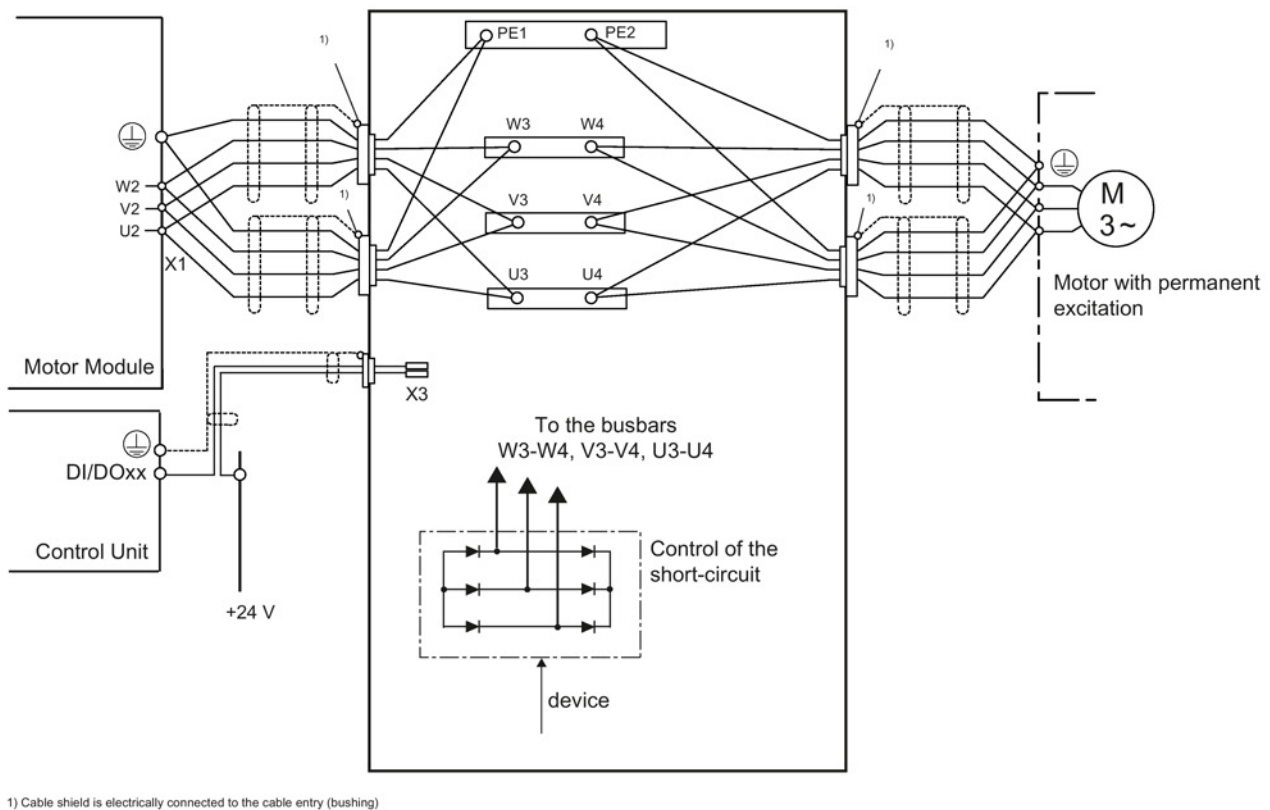 1)
PE1
PE2
1)
W3
W4
W2
V2
U2
1)
X1
V3
V4
1)
M
3~
U3
U4
Motor with permanent
excitation
Motor Module
X3
DI/DOxx
Control Unit
+24 V
To the busbars
W3-W4, V3-V4, U3-U4
Control of the
short-circuit
device
1) Cable shield is electrically connected to the cable entry (bushing)